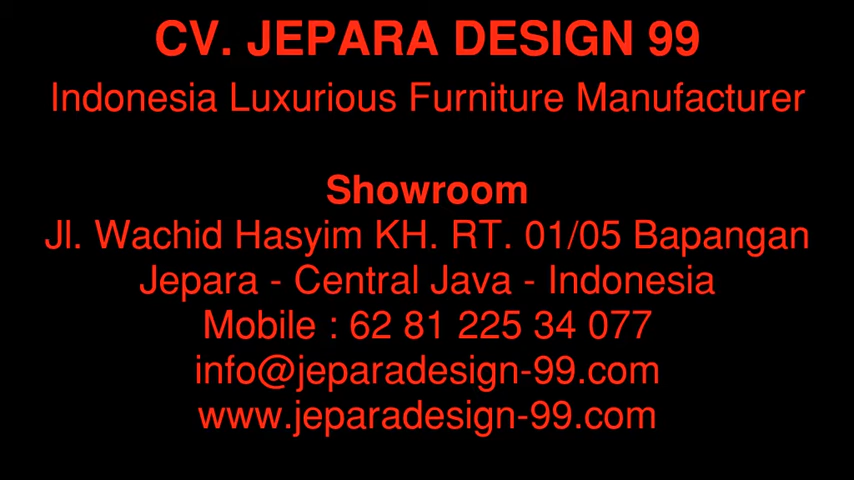 CV. JEPARA DESIGN 99
Indonesia Luxurious Furniture Manufacturer
Showroom
Jl. Wachid Hasyim KH. RT. 01/05 Bapangan
Jepara - Central Java - Indonesia
Mobile : 62 81 225 34 077
info@jeparadesign-99.com
www.jeparadesign-99.com